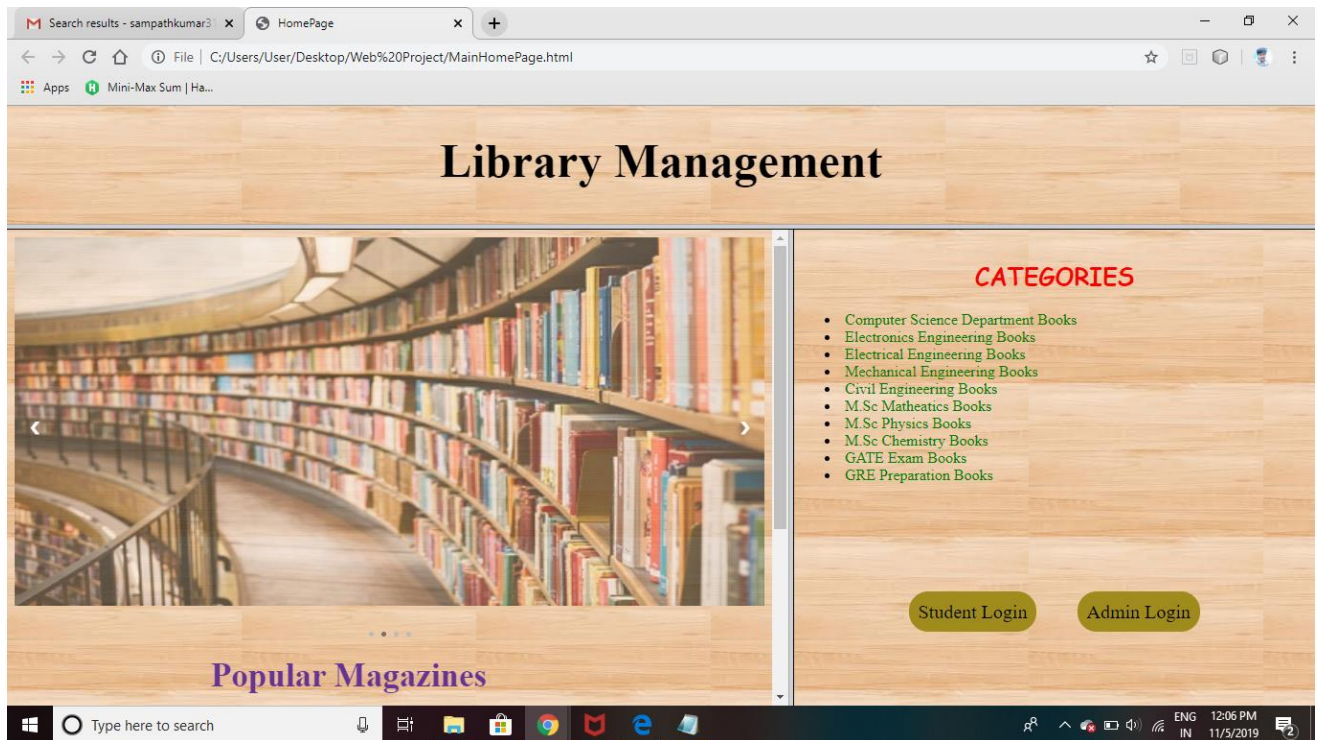 Search results - sampathkumar3
HomePage
File | C:/Users/User/Desktop/Web%20Project/MainHomePage.html
Apps
Mini-Max Sum | Ha...
Library Management
CATEGORIES
Computer Science Department Books
Electronics Engineering Books
Electrical Engineering Books
Mechanical Engineering Books
Civil Engineering Books
M.Sc Matheatics Books
M.Sc Physics Books
M.Sc Chemistry Books
GATE Exam Books
GRE Preparation Books
Student Login
Admin Login
Popular Magazines
Type here to search
ENG
IN
12:06 PM
11/5/2019
2